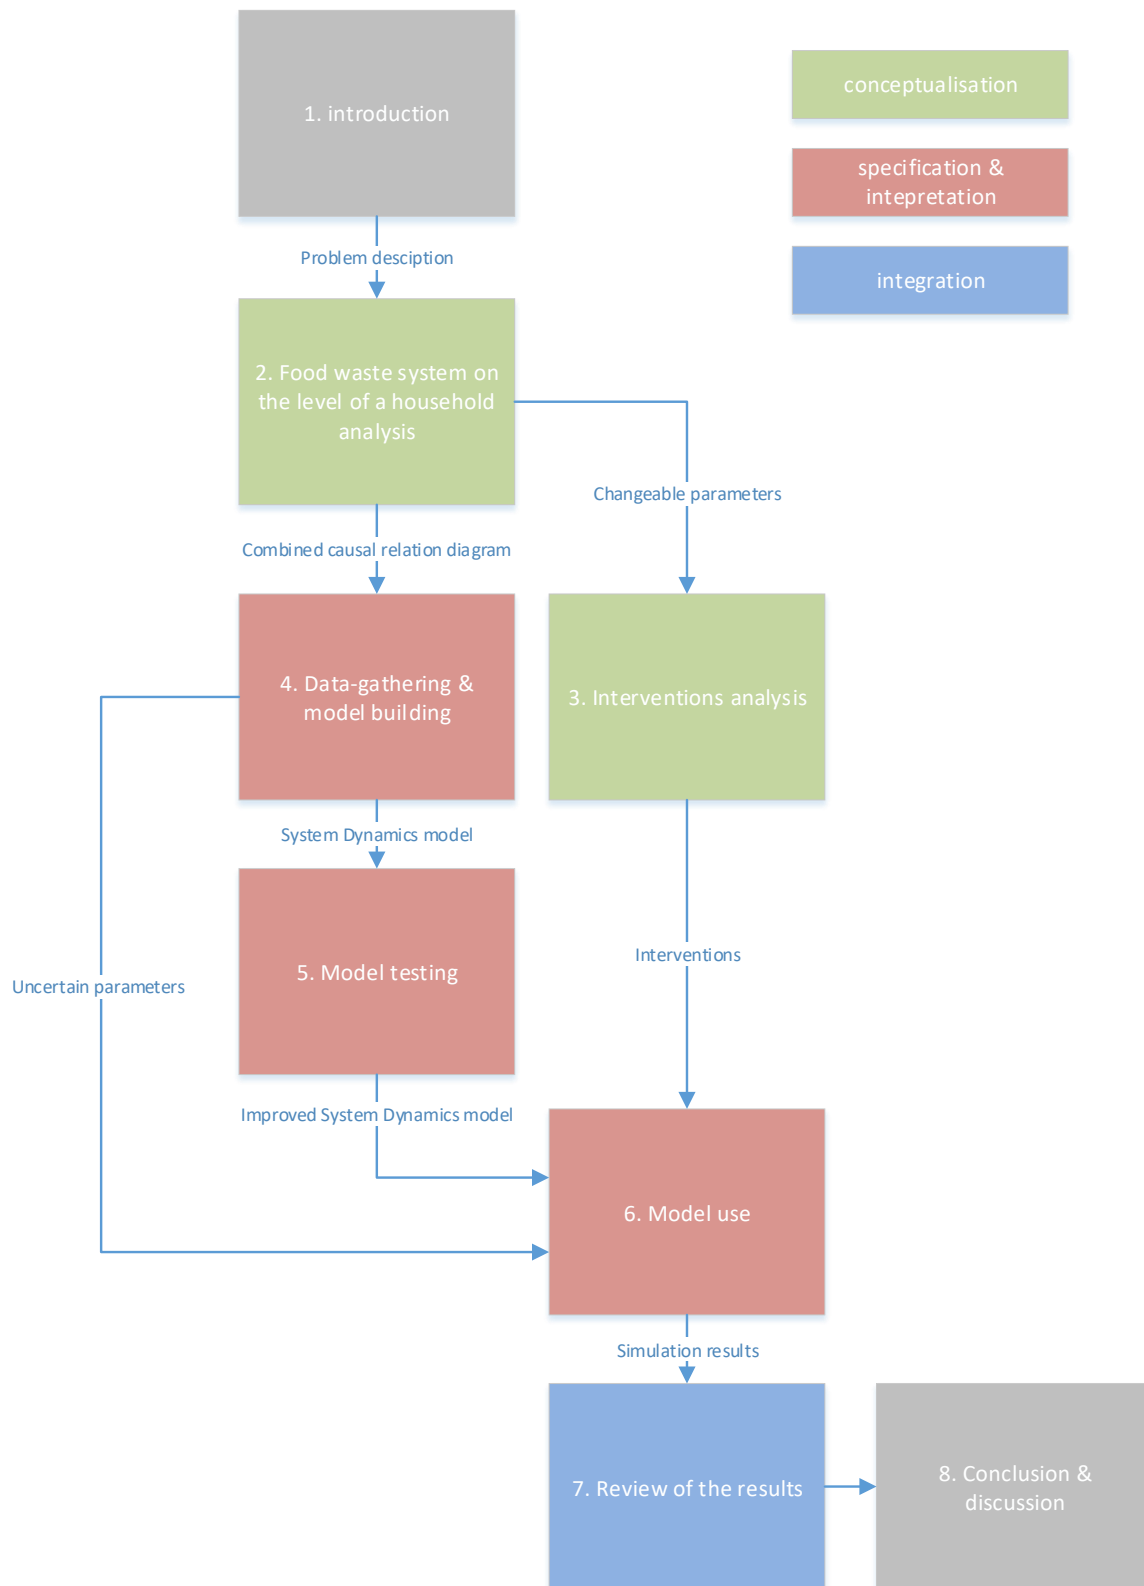 1. introduction
conceptualisation
specification &
intepretation
integration
Problem desciption
2. Food waste system on
the level of a household
analysis
Changeable parameters
Combined causal relation diagram
4. Data-gathering &
model building
3. Interventions analysis
System Dynamics model
5. Model testing
Interventions
Uncertain parameters
Improved System Dynamics model
6. Model use
Simulation results
7. Review of the results
8. Conclusion &
discussion